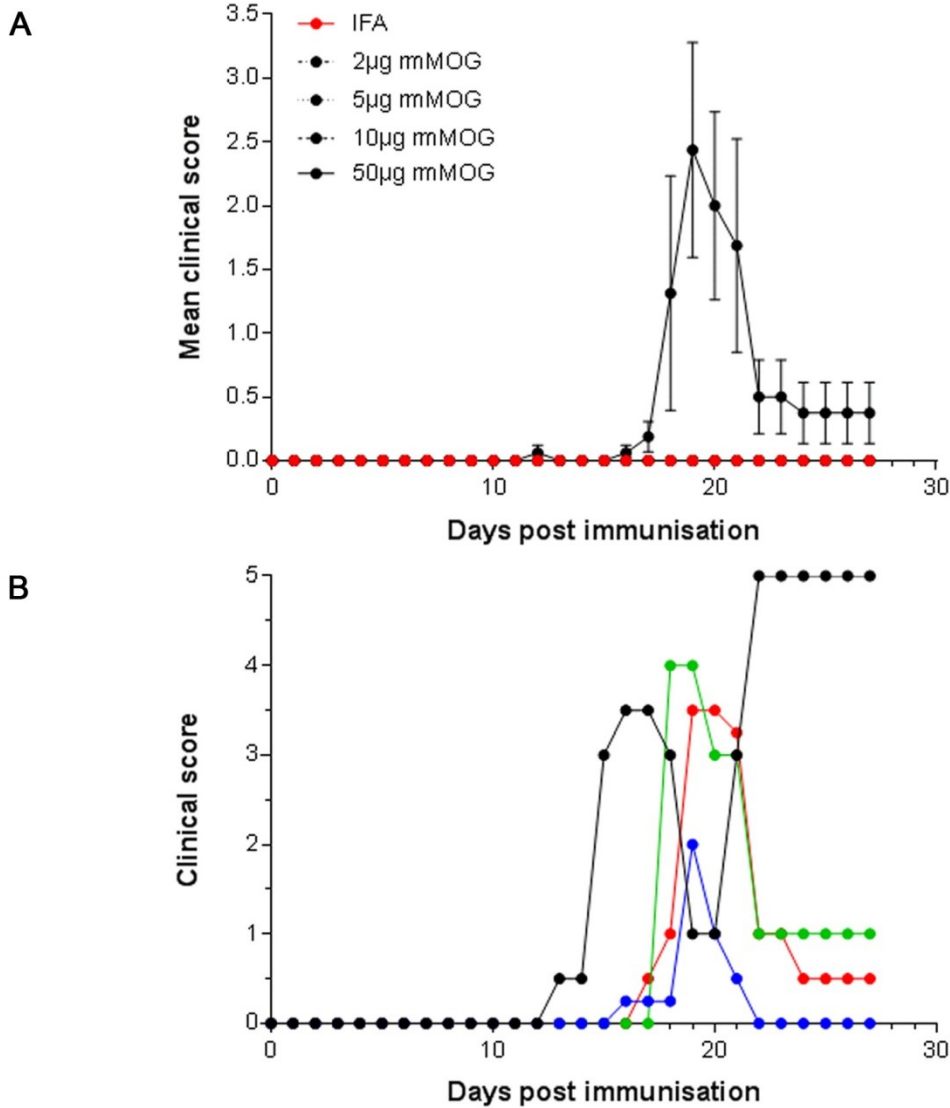 A
3.5
3.0
2.5
2.0
1.5
1.0
0.5
0.0
Mean clinical score
IFA
2µg rmMOG
5µg rmMOG
10µg rmMOG
50µg rmMOG
0 10 20 30
Days post immunisation
B
5
4
3
2
1
0
Clinical score
0 10 20 30
Days post immunisation